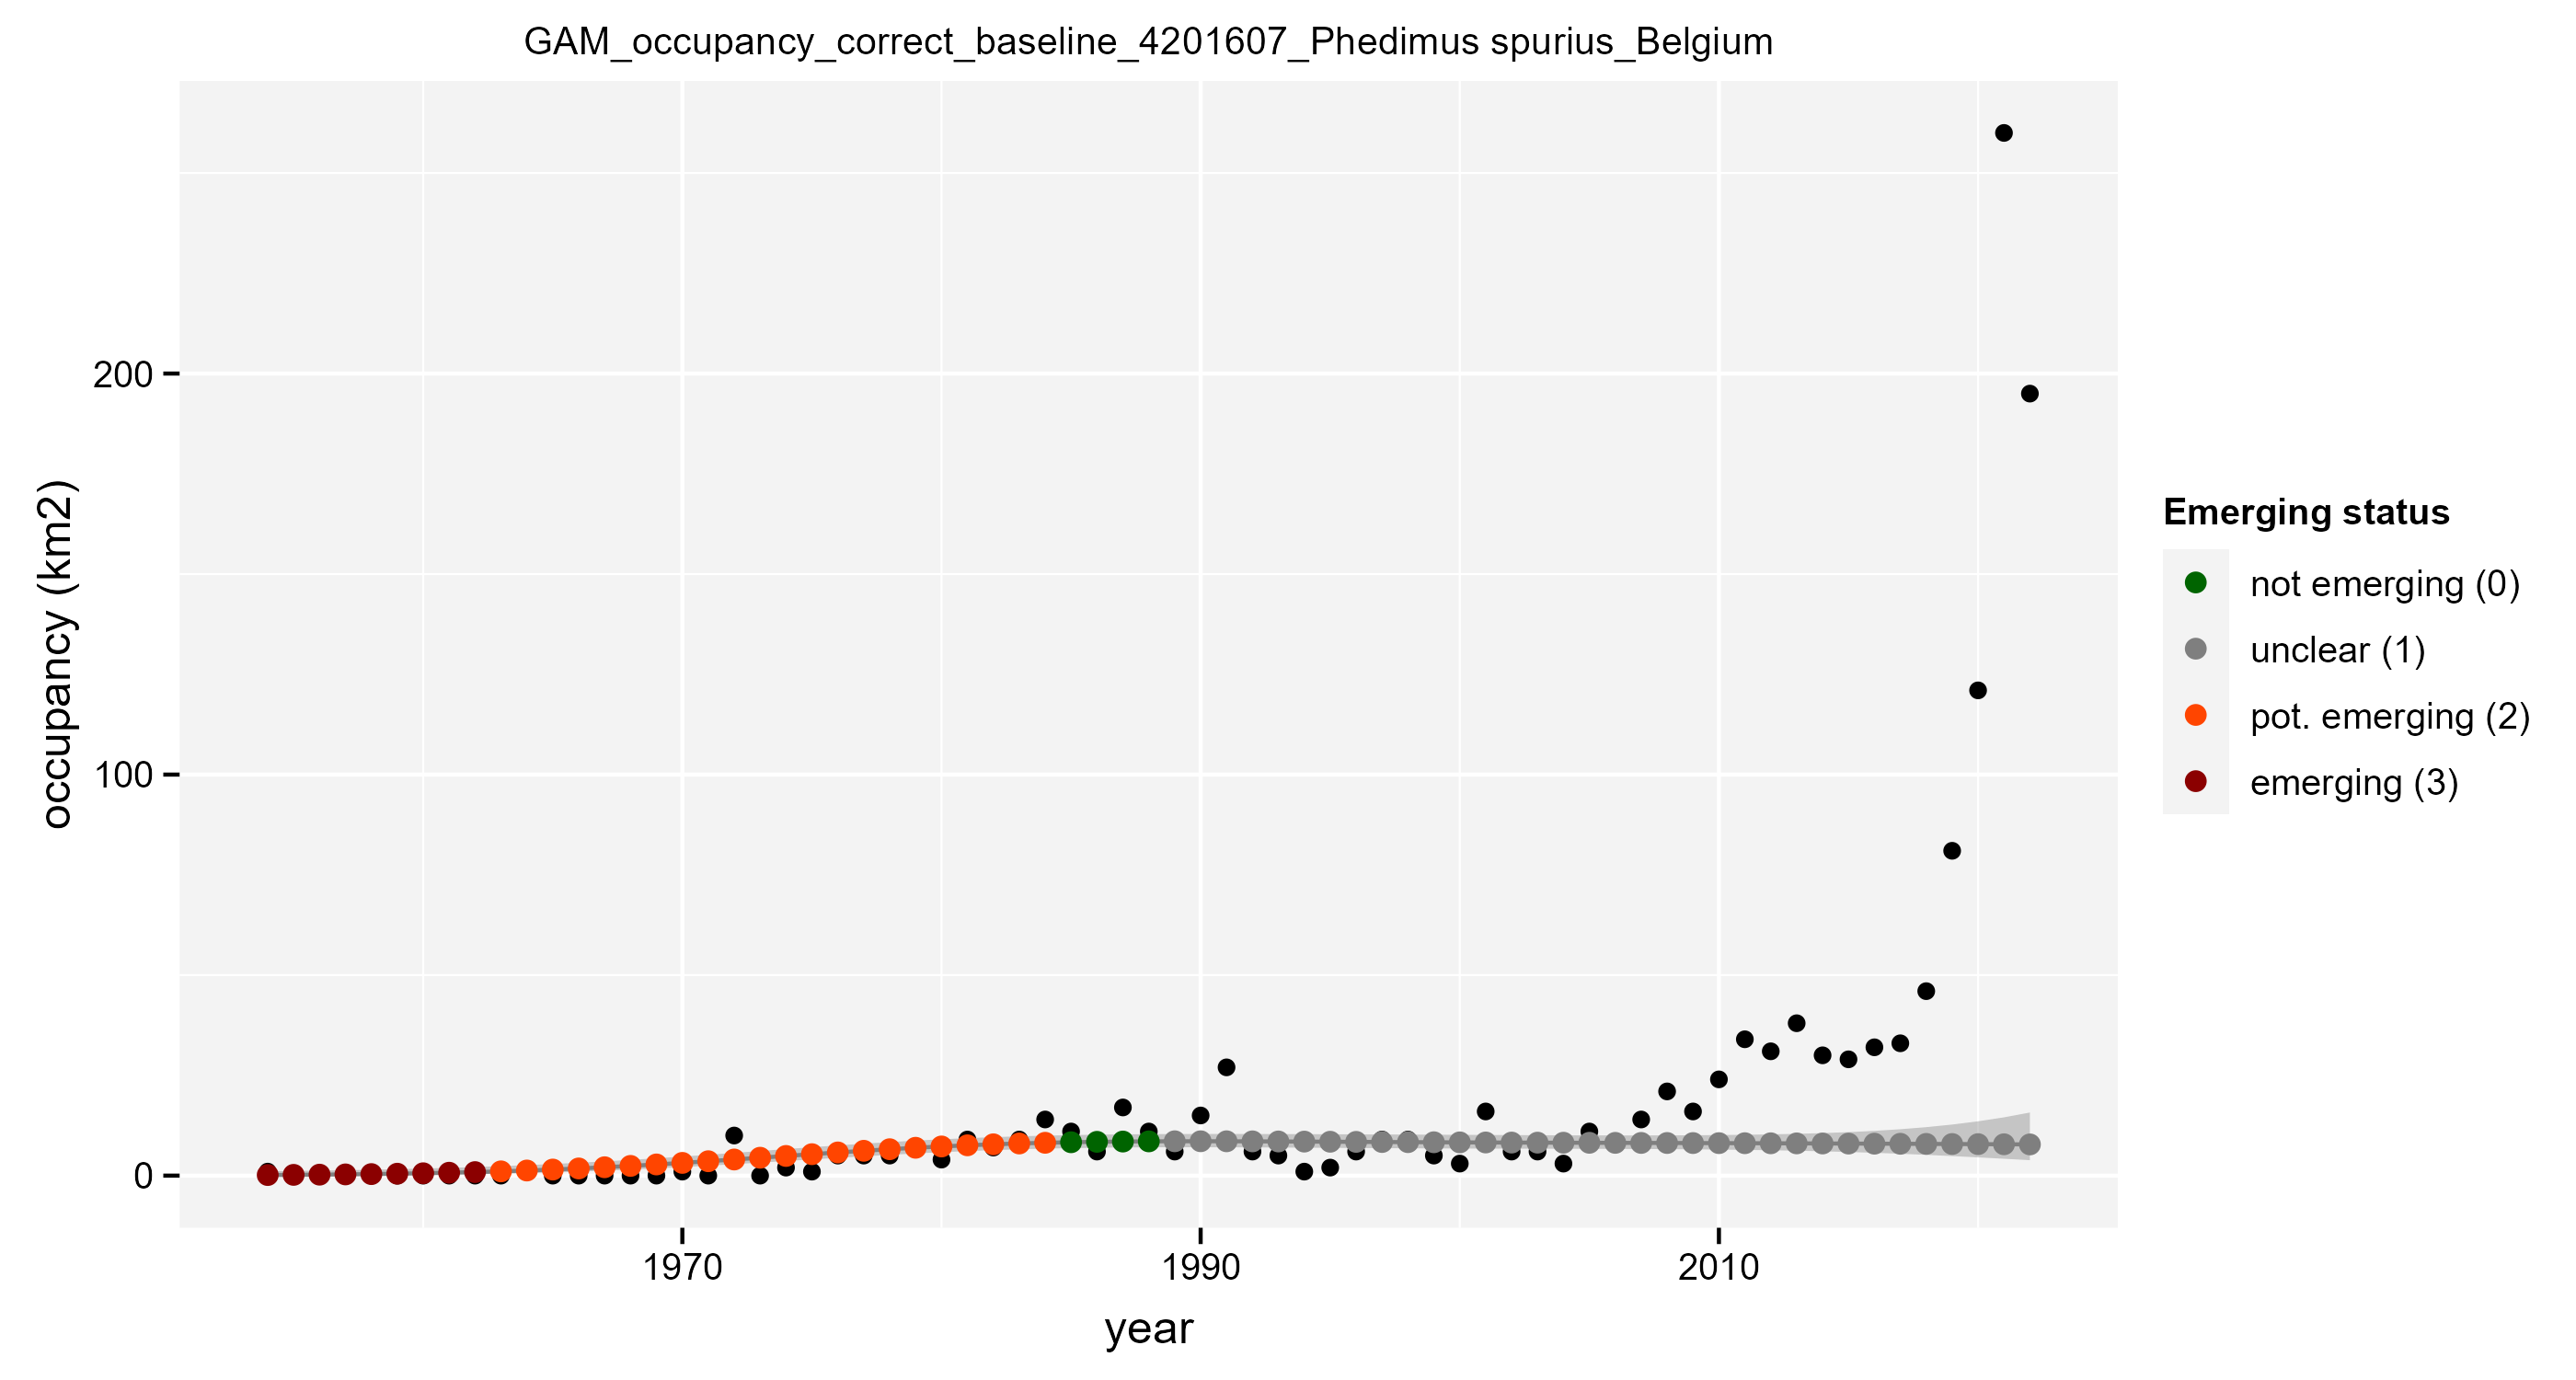 GAM_occupancy_correct_baseline_4201607_Phedimus spurius_Belgium
occupancy (km2)
200
100
0
1970
1990
2010
year
Emerging status
not emerging (0)
unclear (1)
pot. emerging (2)
emerging (3)